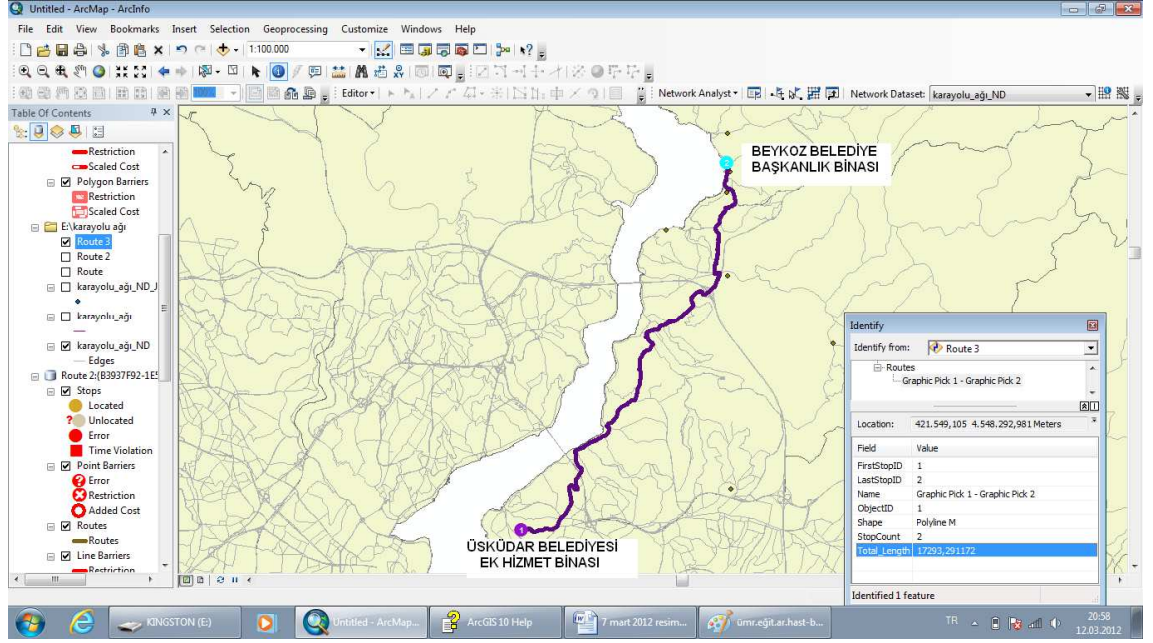 Untitled - ArcMap - ArcInfo
File Edit View Bookmarks Insert Selection Geoprocessing Customize Windows Help
1:100.000
Editor Network Analyst Network Dataset: karayolu_ağı_ND
Table Of Contents
Restriction
Scaled Cost
Polygon Barriers
Restriction
Scaled Cost
E:\karayolu ağı
Route 3
Route 2
Route
karayolu_ağı_ND_J
karayolu_ağı
karayolu_ağı_ND
Edges
Route 2:{B3937F92-1E5
Stops
1 Located
? Unlocated
Error
Time Violation
Point Barriers
Error
Restriction
Added Cost
Routes
Routes
Line Barriers
Restriction
BEYKOZ BELEDİYE
BAŞKANLIK BİNASI
2
1
ÜSKÜDAR BELEDİYESİ
EK HİZMET BİNASI
Identify
Identify from: Route 3
Routes
Graphic Pick 1 - Graphic Pick 2
Location: 421.549,105 4.548.292,981 Meters
Field Value
FirstStopID 1
LastStopID 2
Name Graphic Pick 1 - Graphic Pick 2
ObjectID 1
Shape Polyline M
StopCount 2
Total_Length 17293,291172
Identified 1 feature
KINGSTON (E:) Untitled - ArcMap... ArcGIS 10 Help 7 mart 2012 resim... ümr.eğit.ar.hast-b... TR 20:58
12.03.2012